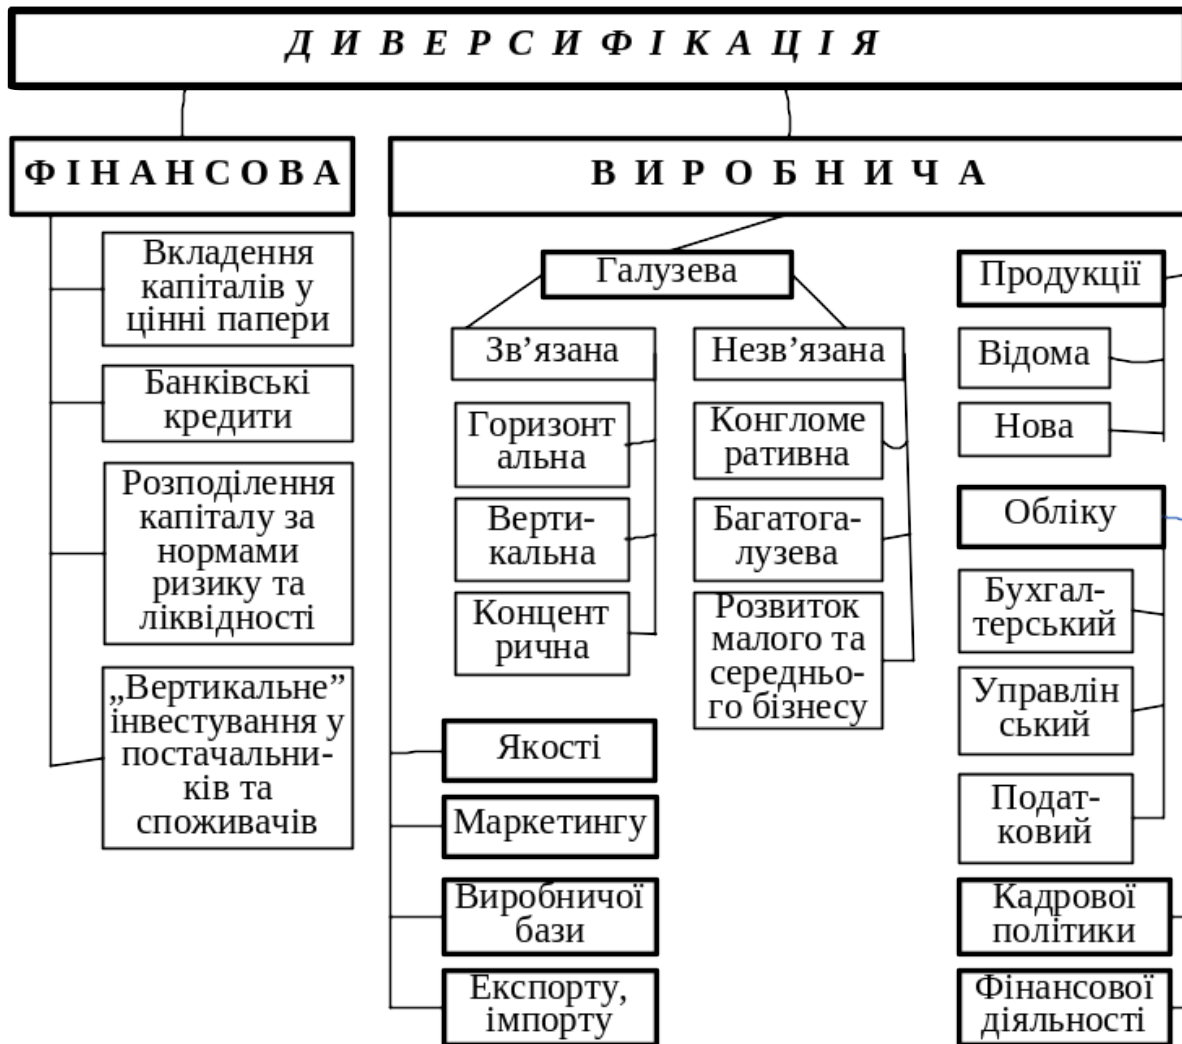 ДИВЕРСИФІКАЦІЯ
ФІНАНСОВА
Вкладення
капіталів у
цінні папери
Банківські
кредити
Розподілення
капіталу за
нормами
ризику та
ліквідності
„Вертикальне”
інвестування у
постачальни-
ків та
споживачів
ВИРОБНИЧА
Галузева
Зв’язана
Горизонт
альна
Верти-
кальна
Концент
рична
Незв’язана
Конгломе
ративна
Багатога-
лузева
Розвиток
малого та
середньо-
го бізнесу
Якості
Маркетингу
Виробничої
бази
Експорту,
імпорту
Продукції
Відома
Нова
Обліку
Бухгал-
терський
Управлін
ський
Подат-
ковий
Кадрової
політики
Фінансової
діяльності